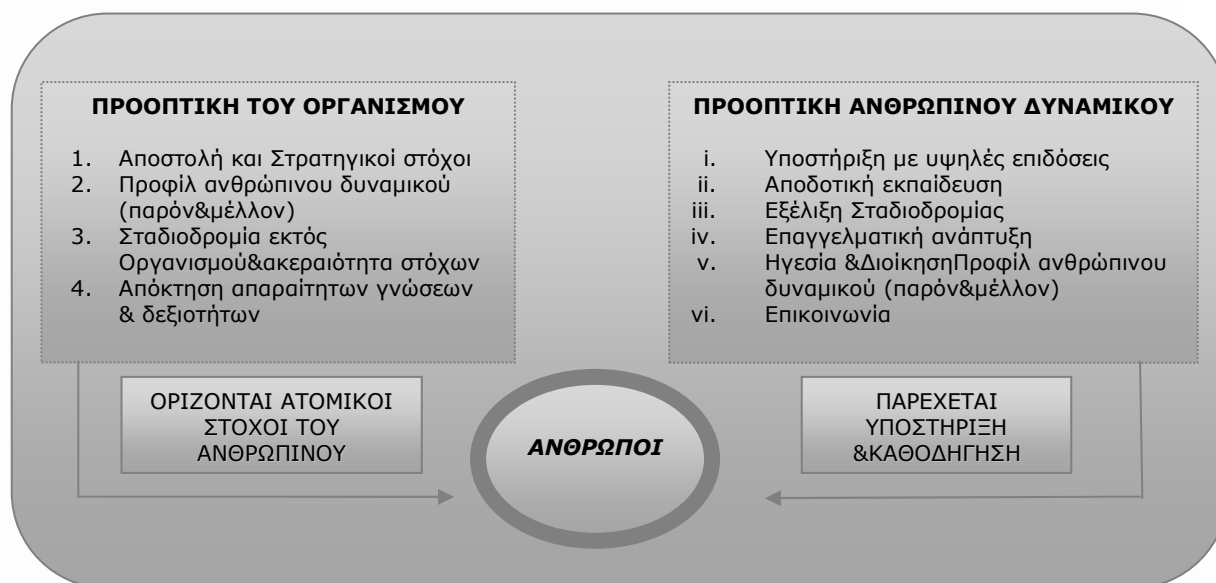 ΠΡΟΟΠΤΙΚΗ ΤΟΥ ΟΡΓΑΝΙΣΜΟΥ
1. Αποστολή και Στρατηγικοί στόχοι
2. Προφίλ ανθρώπινου δυναμικού
(παρόν&μέλλον)
3. Σταδιοδρομία εκτός
Οργανισμού&ακεραιότητα στόχων
4. Απόκτηση απαραίτητων γνώσεων
& δεξιοτήτων
ΠΡΟΟΠΤΙΚΗ ΑΝΘΡΩΠΙΝΟΥ ΔΥΝΑΜΙΚΟΥ
i. Υποστήριξη με υψηλές επιδόσεις
ii. Αποδοτική εκπαίδευση
iii. Εξέλιξη Σταδιοδρομίας
iv. Επαγγελματική ανάπτυξη
v. Ηγεσία &ΔιοίκησηΠροφίλ ανθρώπινου
δυναμικού (παρόν&μέλλον)
vi. Επικοινωνία
ΟΡΙΖΟΝΤΑΙ ΑΤΟΜΙΚΟΙ
ΣΤΟΧΟΙ ΤΟΥ
ΑΝΘΡΩΠΙΝΟΥ
ΑΝΘΡΩΠΟΙ
ΠΑΡΕΧΕΤΑΙ
ΥΠΟΣΤΗΡΙΞΗ
&ΚΑΘΟΔΗΓΗΣΗ